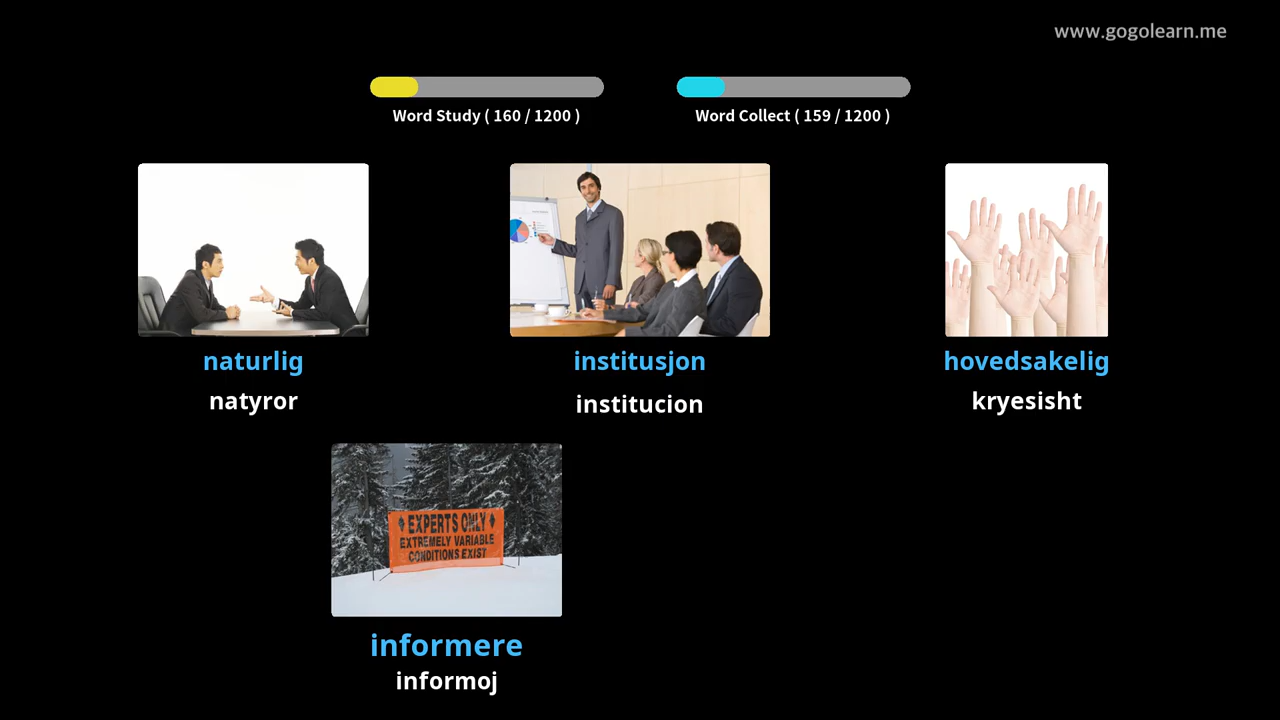 www.gogolearn.me
Word Study ( 160 / 1200 )
Word Collect ( 159 / 1200 )
naturlig
natyror
institusjon
institucion
hovedsakelig
kryesisht
EXPERTS ONLY
EXTREMELY VARIABLE
CONDITIONS EXIST
informere
informoj